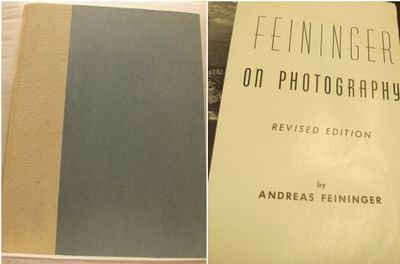 FEININGER
ON PHOTOGRAPHY
REVISED EDITION
by
ANDREAS FEININGER